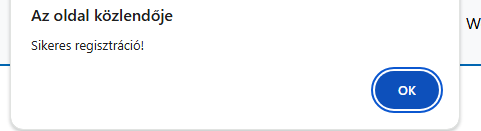 Az oldal közlendője
Sikeres regisztráció!
W
OK